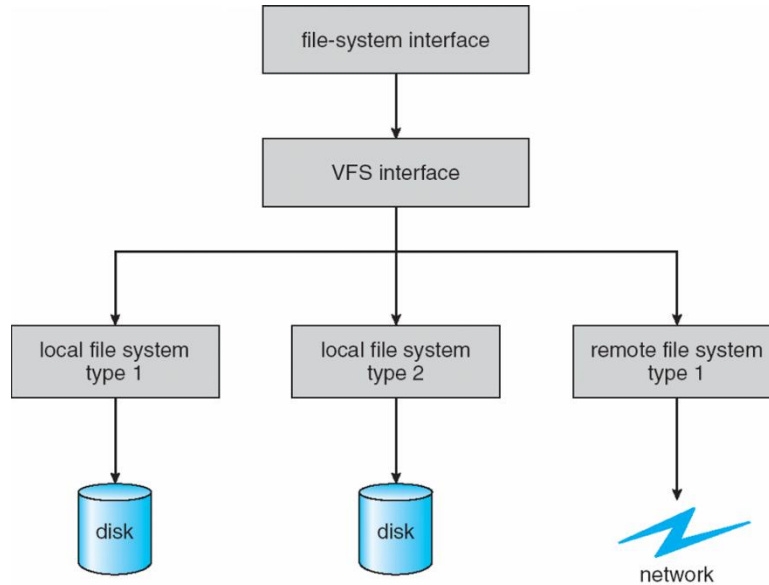 file-system interface
VFS interface
local file system
type 1
local file system
type 2
remote file system
type 1
disk
disk
network